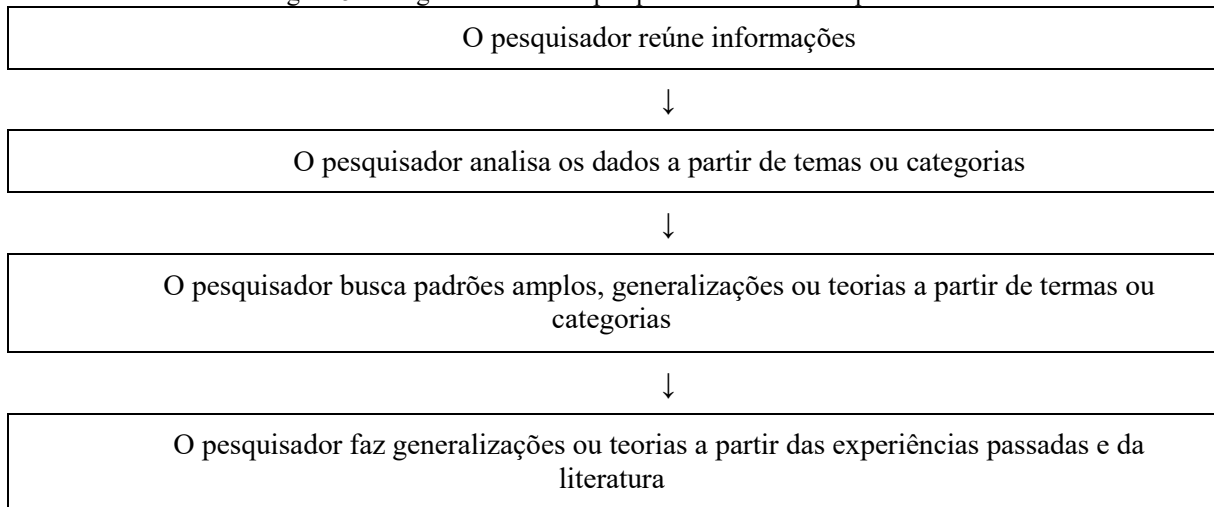 O pesquisador reúne informações
↓
O pesquisador analisa os dados a partir de temas ou categorias
↓
O pesquisador busca padrões amplos, generalizações ou teorias a partir de termas ou
categorias
↓
O pesquisador faz generalizações ou teorias a partir das experiências passadas e da
literatura